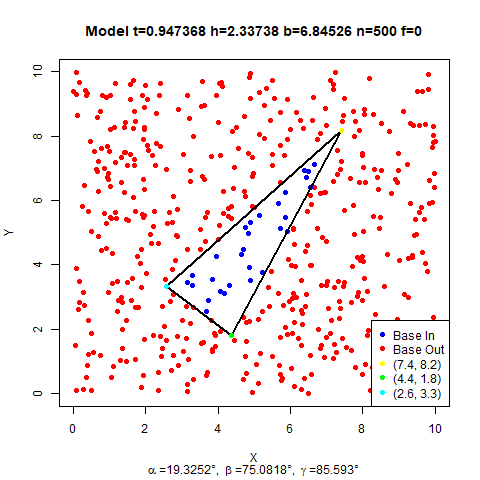 Model t=0.947368 h=2.33738 b=6.84526 n=500 f=0
10
8
6
4
2
0
Y
Base In
Base Out
(7.4, 8.2)
(4.4, 1.8)
(2.6, 3.3)
0 2 4 6 8 10
X
α =19.3252°, β =75.0818°, γ =85.593°